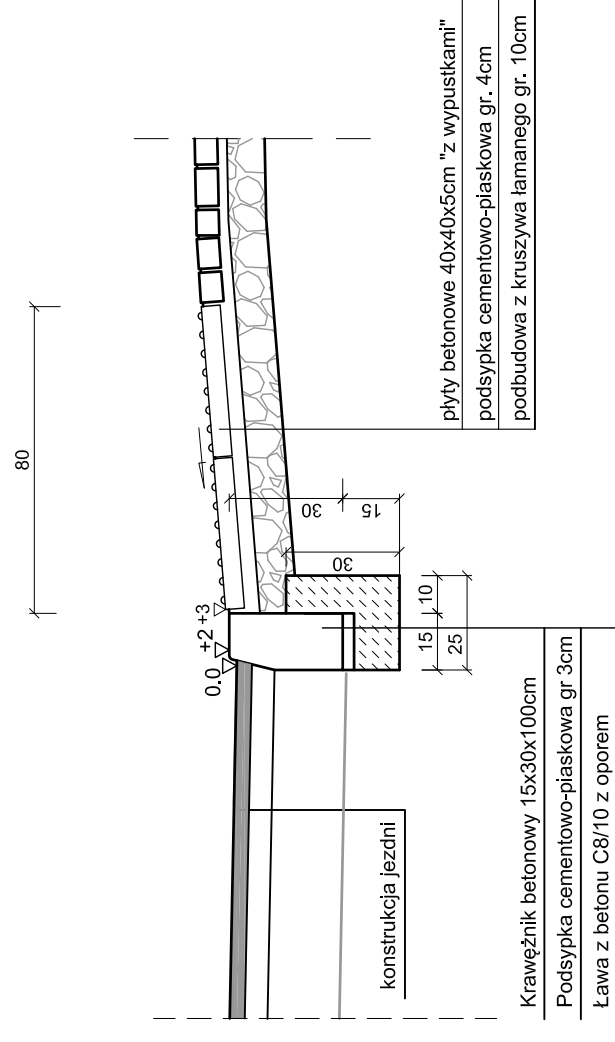 80
płyty betonowe 40x40x5cm "z wypustkami"
podsypka cementowo-piaskowa gr. 4cm
podbudowa z kruszywa łamanego gr. 10cm
0.0
+2
+3
30
15
30
15
10
25
konstrukcja jezdni
Krawężnik betonowy 15x30x100cm
Podsypka cementowo-piaskowa gr 3cm
Ława z betonu C8/10 z oporem